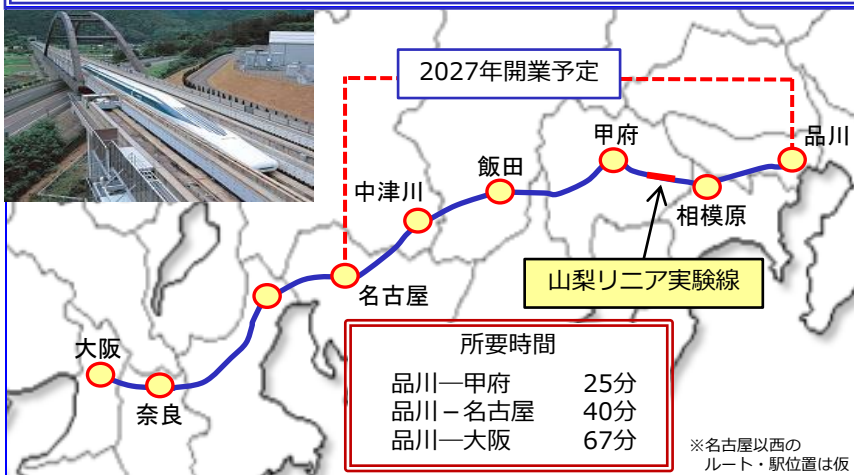 2027年開業予定
品川
甲府
飯田
中津川
相模原
山梨リニア実験線
名古屋
大阪
奈良
所要時間
品川―甲府 25分
品川－名古屋 40分
品川―大阪 67分
※名古屋以西の
ルート・駅位置は仮